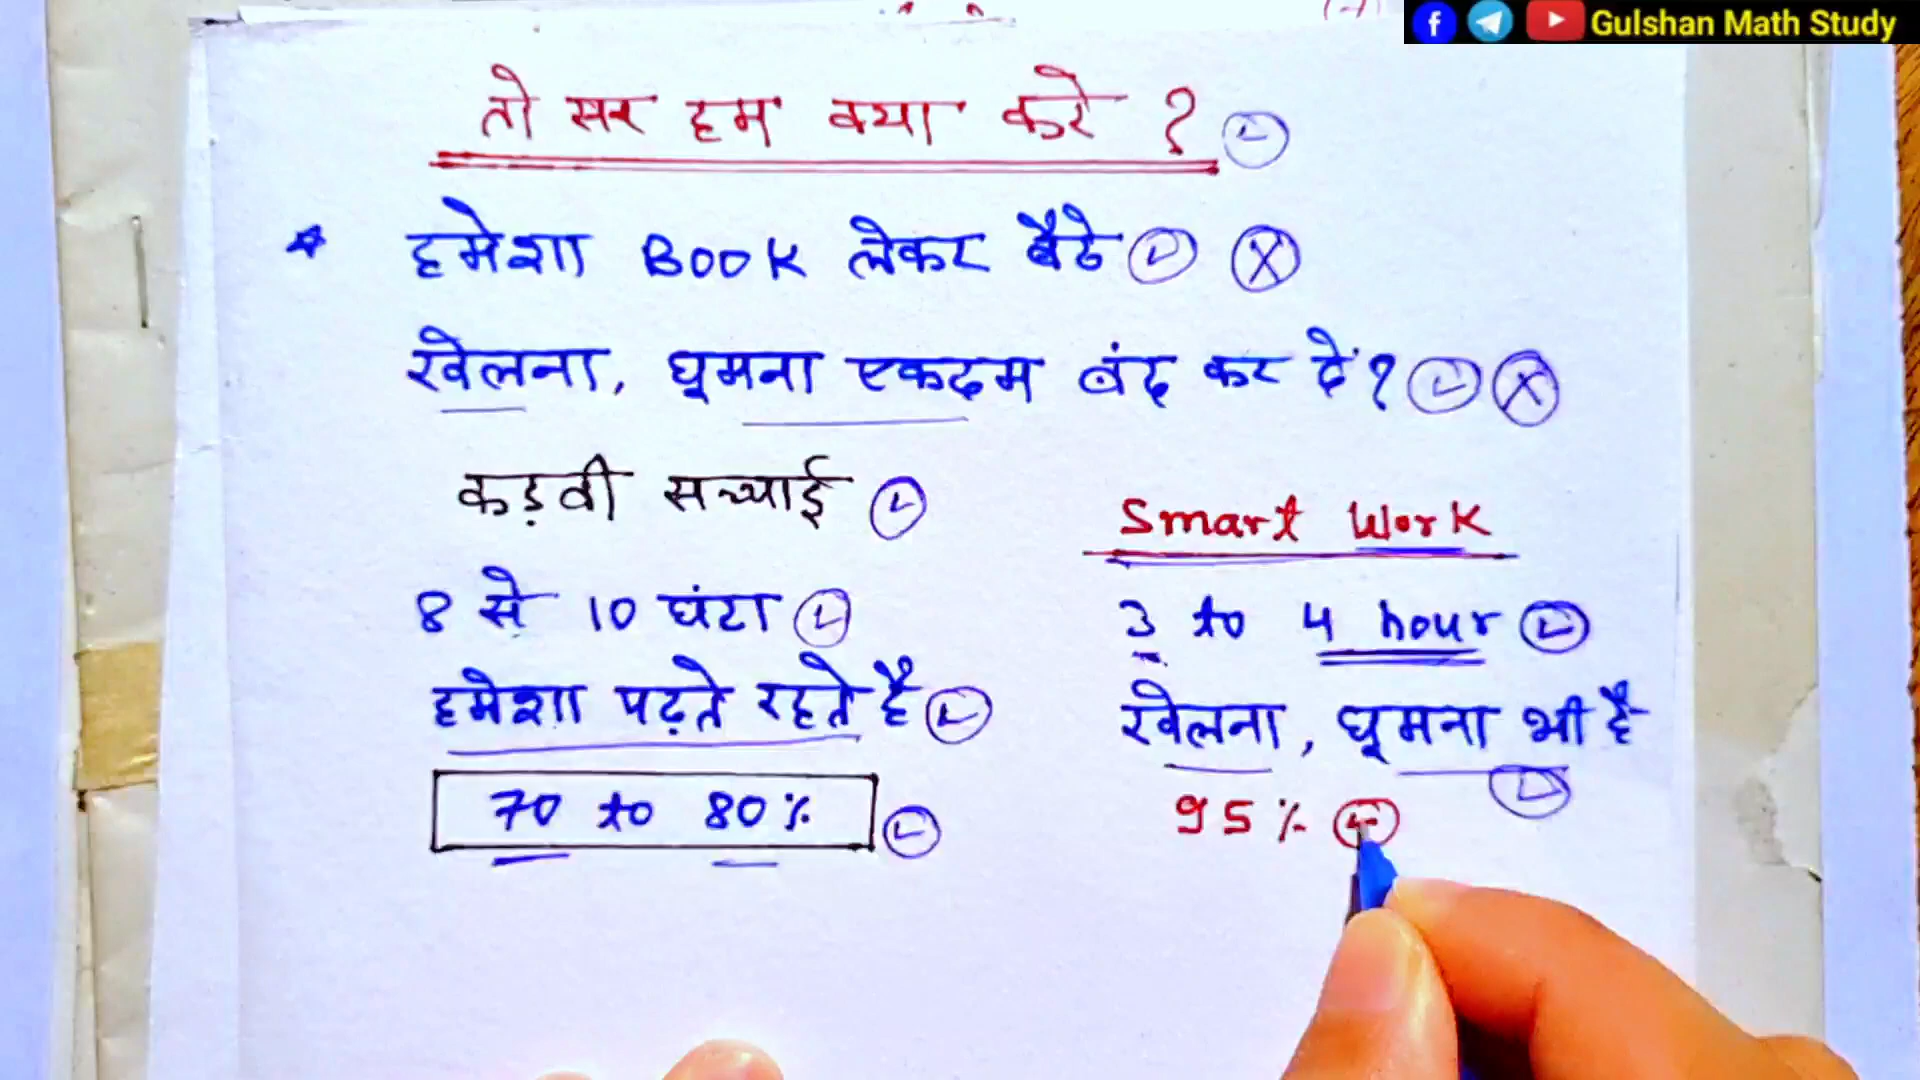 Gulshan Math Study
तो सर हम क्या करे ?
हमेशा BOOK लेकर बैठे
खेलना, घूमना एकदम बंद कर दे ?
कड़वी सच्चाई
8 से 10 घंटा
हमेशा पढ़ते रहते है
70 to 80%
Smart Work
3 to 4 hour
खेलना, घूमना भी है
95%